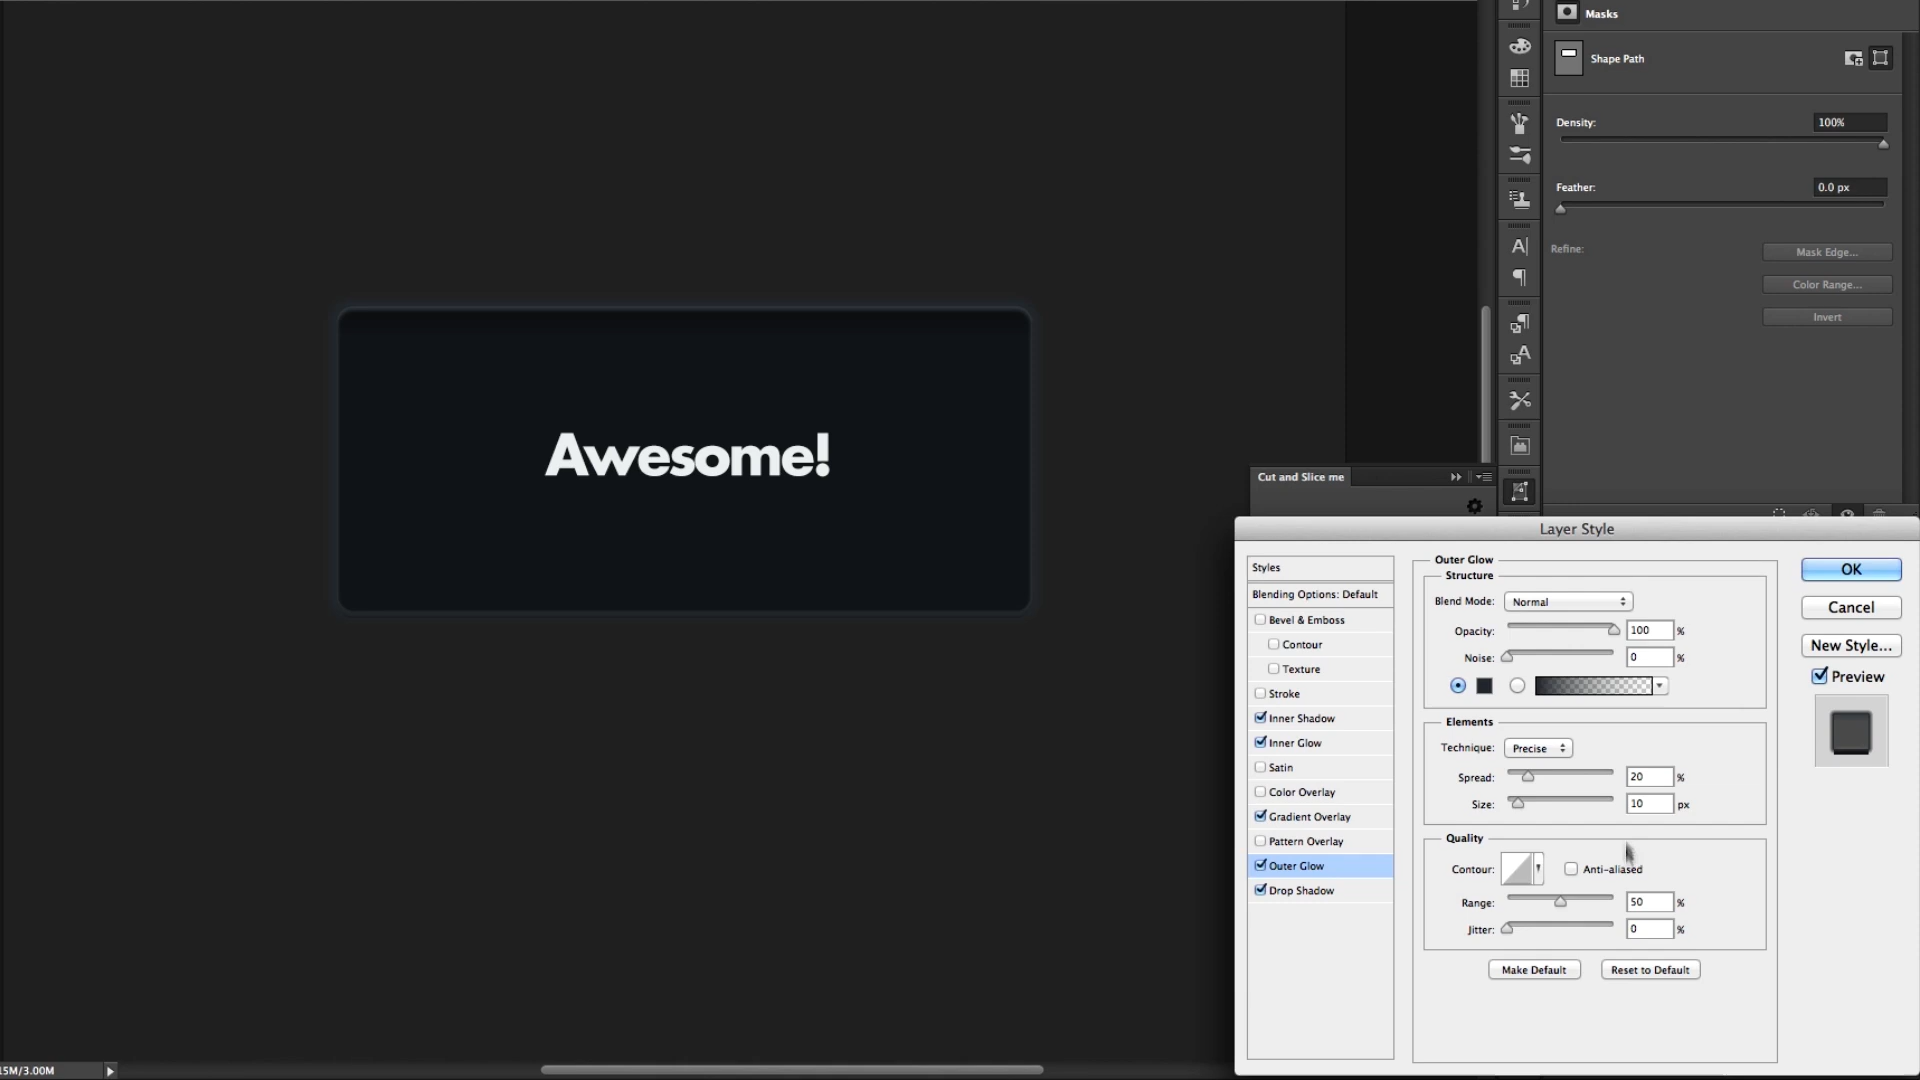 Masks
Shape Path
Density:
100%
Feather:
0.0 px
Refine:
Mask Edge...
Color Range...
Invert
Awesome!
Cut and Slice me
Layer Style
Styles
Blending Options: Default
Bevel & Emboss
Contour
Texture
Stroke
Inner Shadow
Inner Glow
Satin
Color Overlay
Gradient Overlay
Pattern Overlay
Outer Glow
Drop Shadow
Outer Glow
Structure
Blend Mode: Normal
Opacity: 100 %
Noise: 0 %
Elements
Technique: Precise
Spread: 20 %
Size: 10 px
Quality
Contour: Anti-aliased
Range: 50 %
Jitter: 0 %
Make Default Reset to Default
OK
Cancel
New Style...
Preview
15M/3.00M